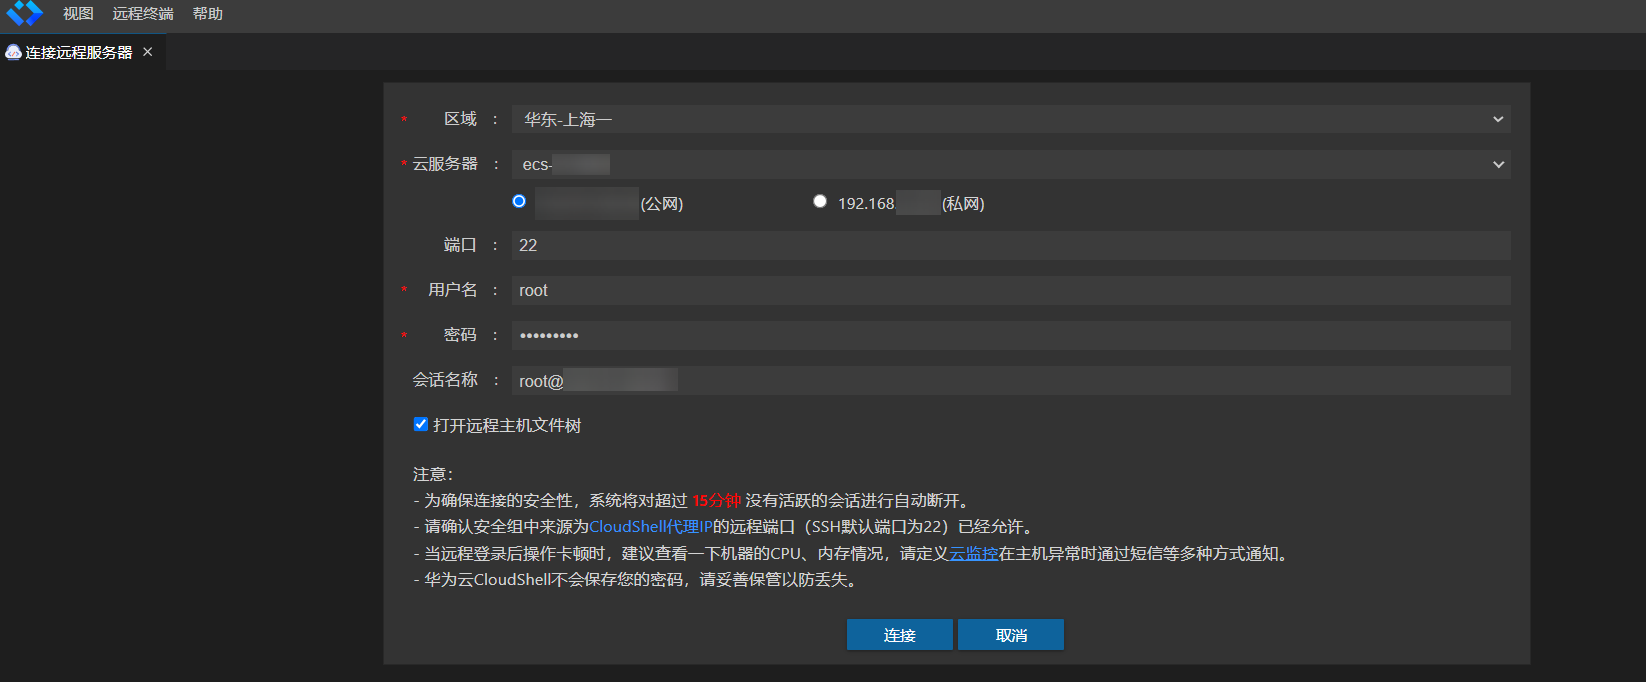 视图 远程终端 帮助
连接远程服务器 ×
* 区域 : 华东-上海一
* 云服务器 : ecs-
(公网) 192.168. (私网)
端口 : 22
* 用户名 : root
* 密码 : •••••••••
会话名称 : root@
打开远程主机文件树
注意：
- 为确保连接的安全性，系统将对超过 15分钟 没有活跃的会话进行自动断开。
- 请确认安全组中来源为CloudShell代理IP的远程端口（SSH默认端口为22）已经允许。
- 当远程登录后操作卡顿时，建议查看一下机器的CPU、内存情况，请定义云监控在主机异常时通过短信等多种方式通知。
- 华为云CloudShell不会保存您的密码，请妥善保管以防丢失。
连接 取消